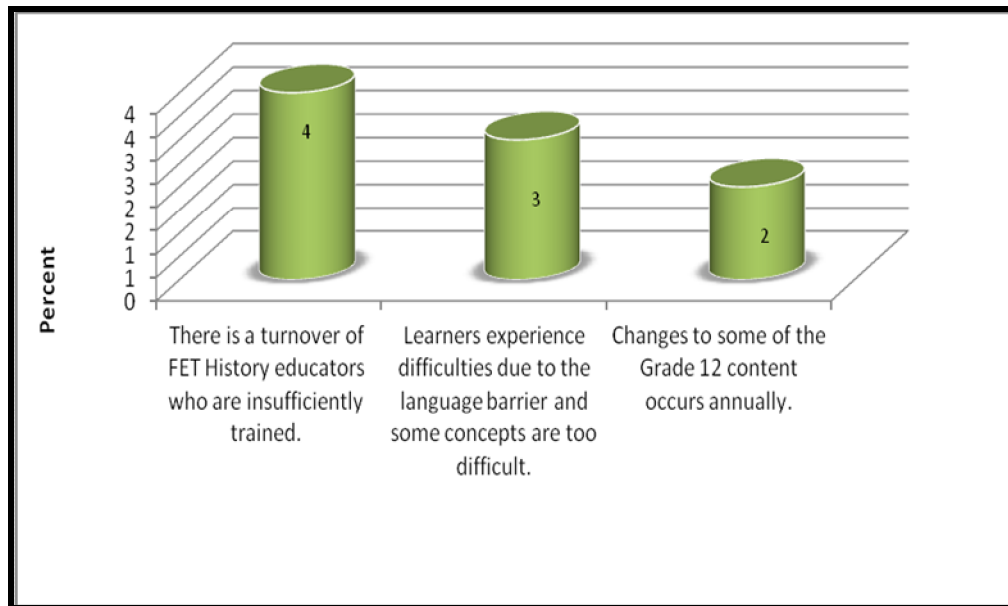 4
4
3
3
2
2
1
1
0
Percent
4
3
2
There is a turnover of
FET History educators
who are insufficiently
trained.
Learners experience
difficulties due to the
language barrier and
some concepts are too
difficult.
Changes to some of the
Grade 12 content
occurs annually.